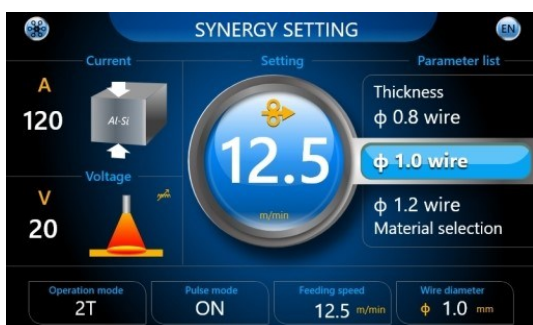 SYNERGY SETTING
EN
Current
A
120
Al-Si
Voltage
V
20
Setting
12.5
m/min
Parameter list
Thickness
ϕ 0.8 wire
ϕ 1.0 wire
ϕ 1.2 wire
Material selection
Operation mode
2T
Pulse mode
ON
Feeding speed
12.5 m/min
Wire diameter
ϕ 1.0 mm